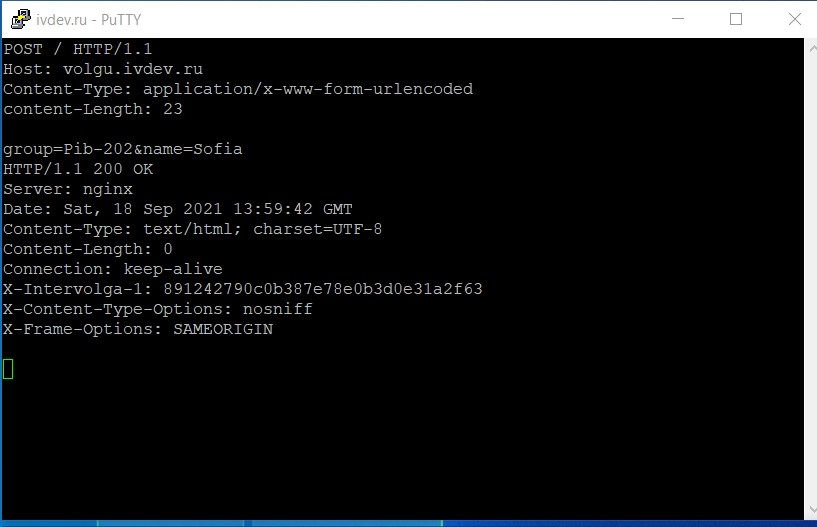 ivdev.ru - PuTTY
POST / HTTP/1.1
Host: volgu.ivdev.ru
Content-Type: application/x-www-form-urlencoded
content-Length: 23

group=Pib-202&name=Sofia
HTTP/1.1 200 OK
Server: nginx
Date: Sat, 18 Sep 2021 13:59:42 GMT
Content-Type: text/html; charset=UTF-8
Content-Length: 0
Connection: keep-alive
X-Intervolga-1: 891242790c0b387e78e0b3d0e31a2f63
X-Content-Type-Options: nosniff
X-Frame-Options: SAMEORIGIN